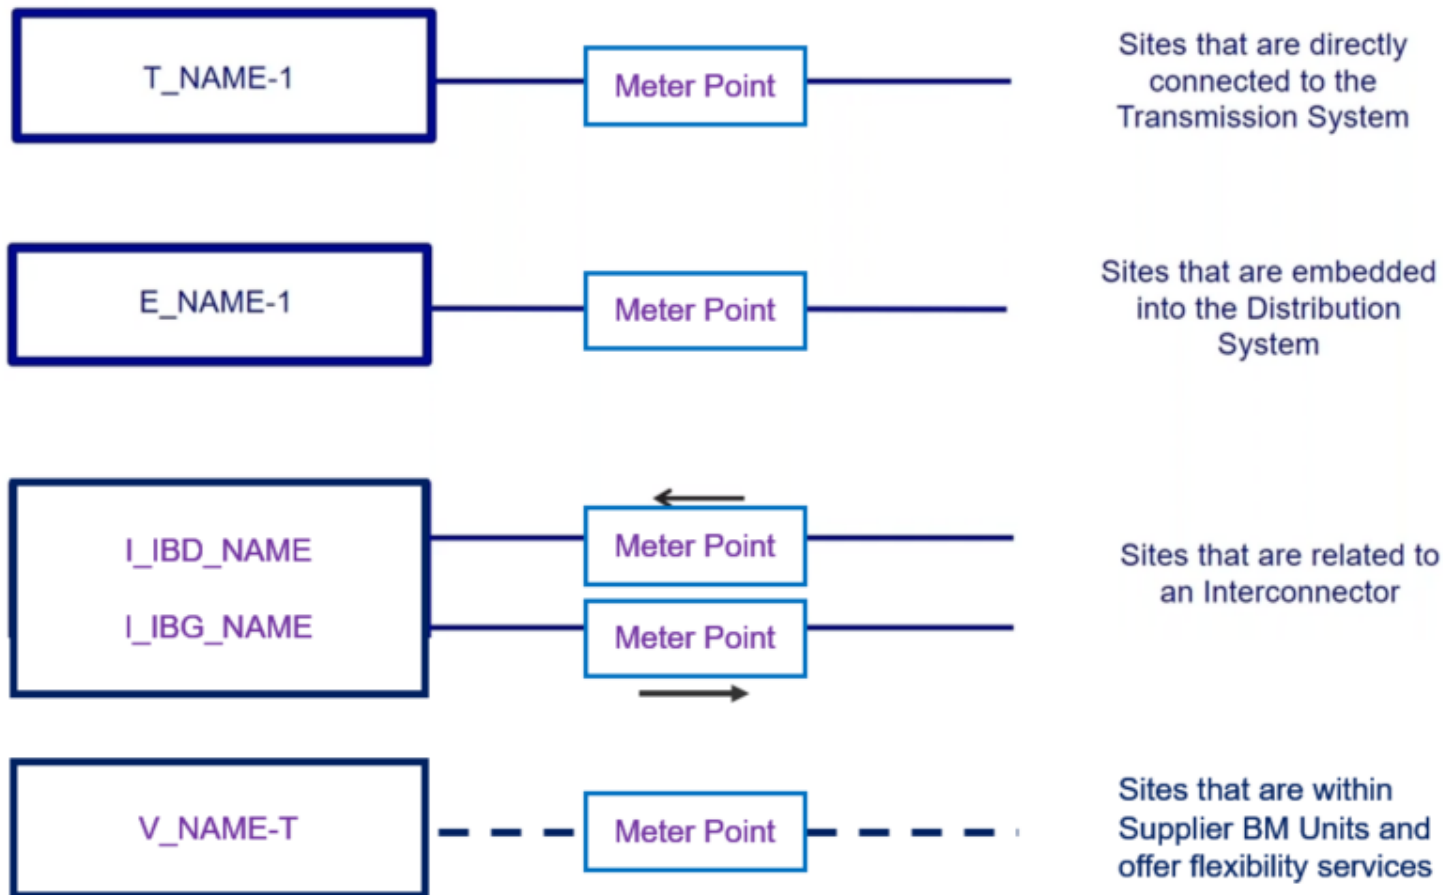 T_NAME-1
Meter Point
Sites that are directly
connected to the
Transmission System
E_NAME-1
Meter Point
Sites that are embedded
into the Distribution
System
I_IBD_NAME
Meter Point
I_IBG_NAME
Meter Point
Sites that are related to
an Interconnector
V_NAME-T
Meter Point
Sites that are within
Supplier BM Units and
offer flexibility services